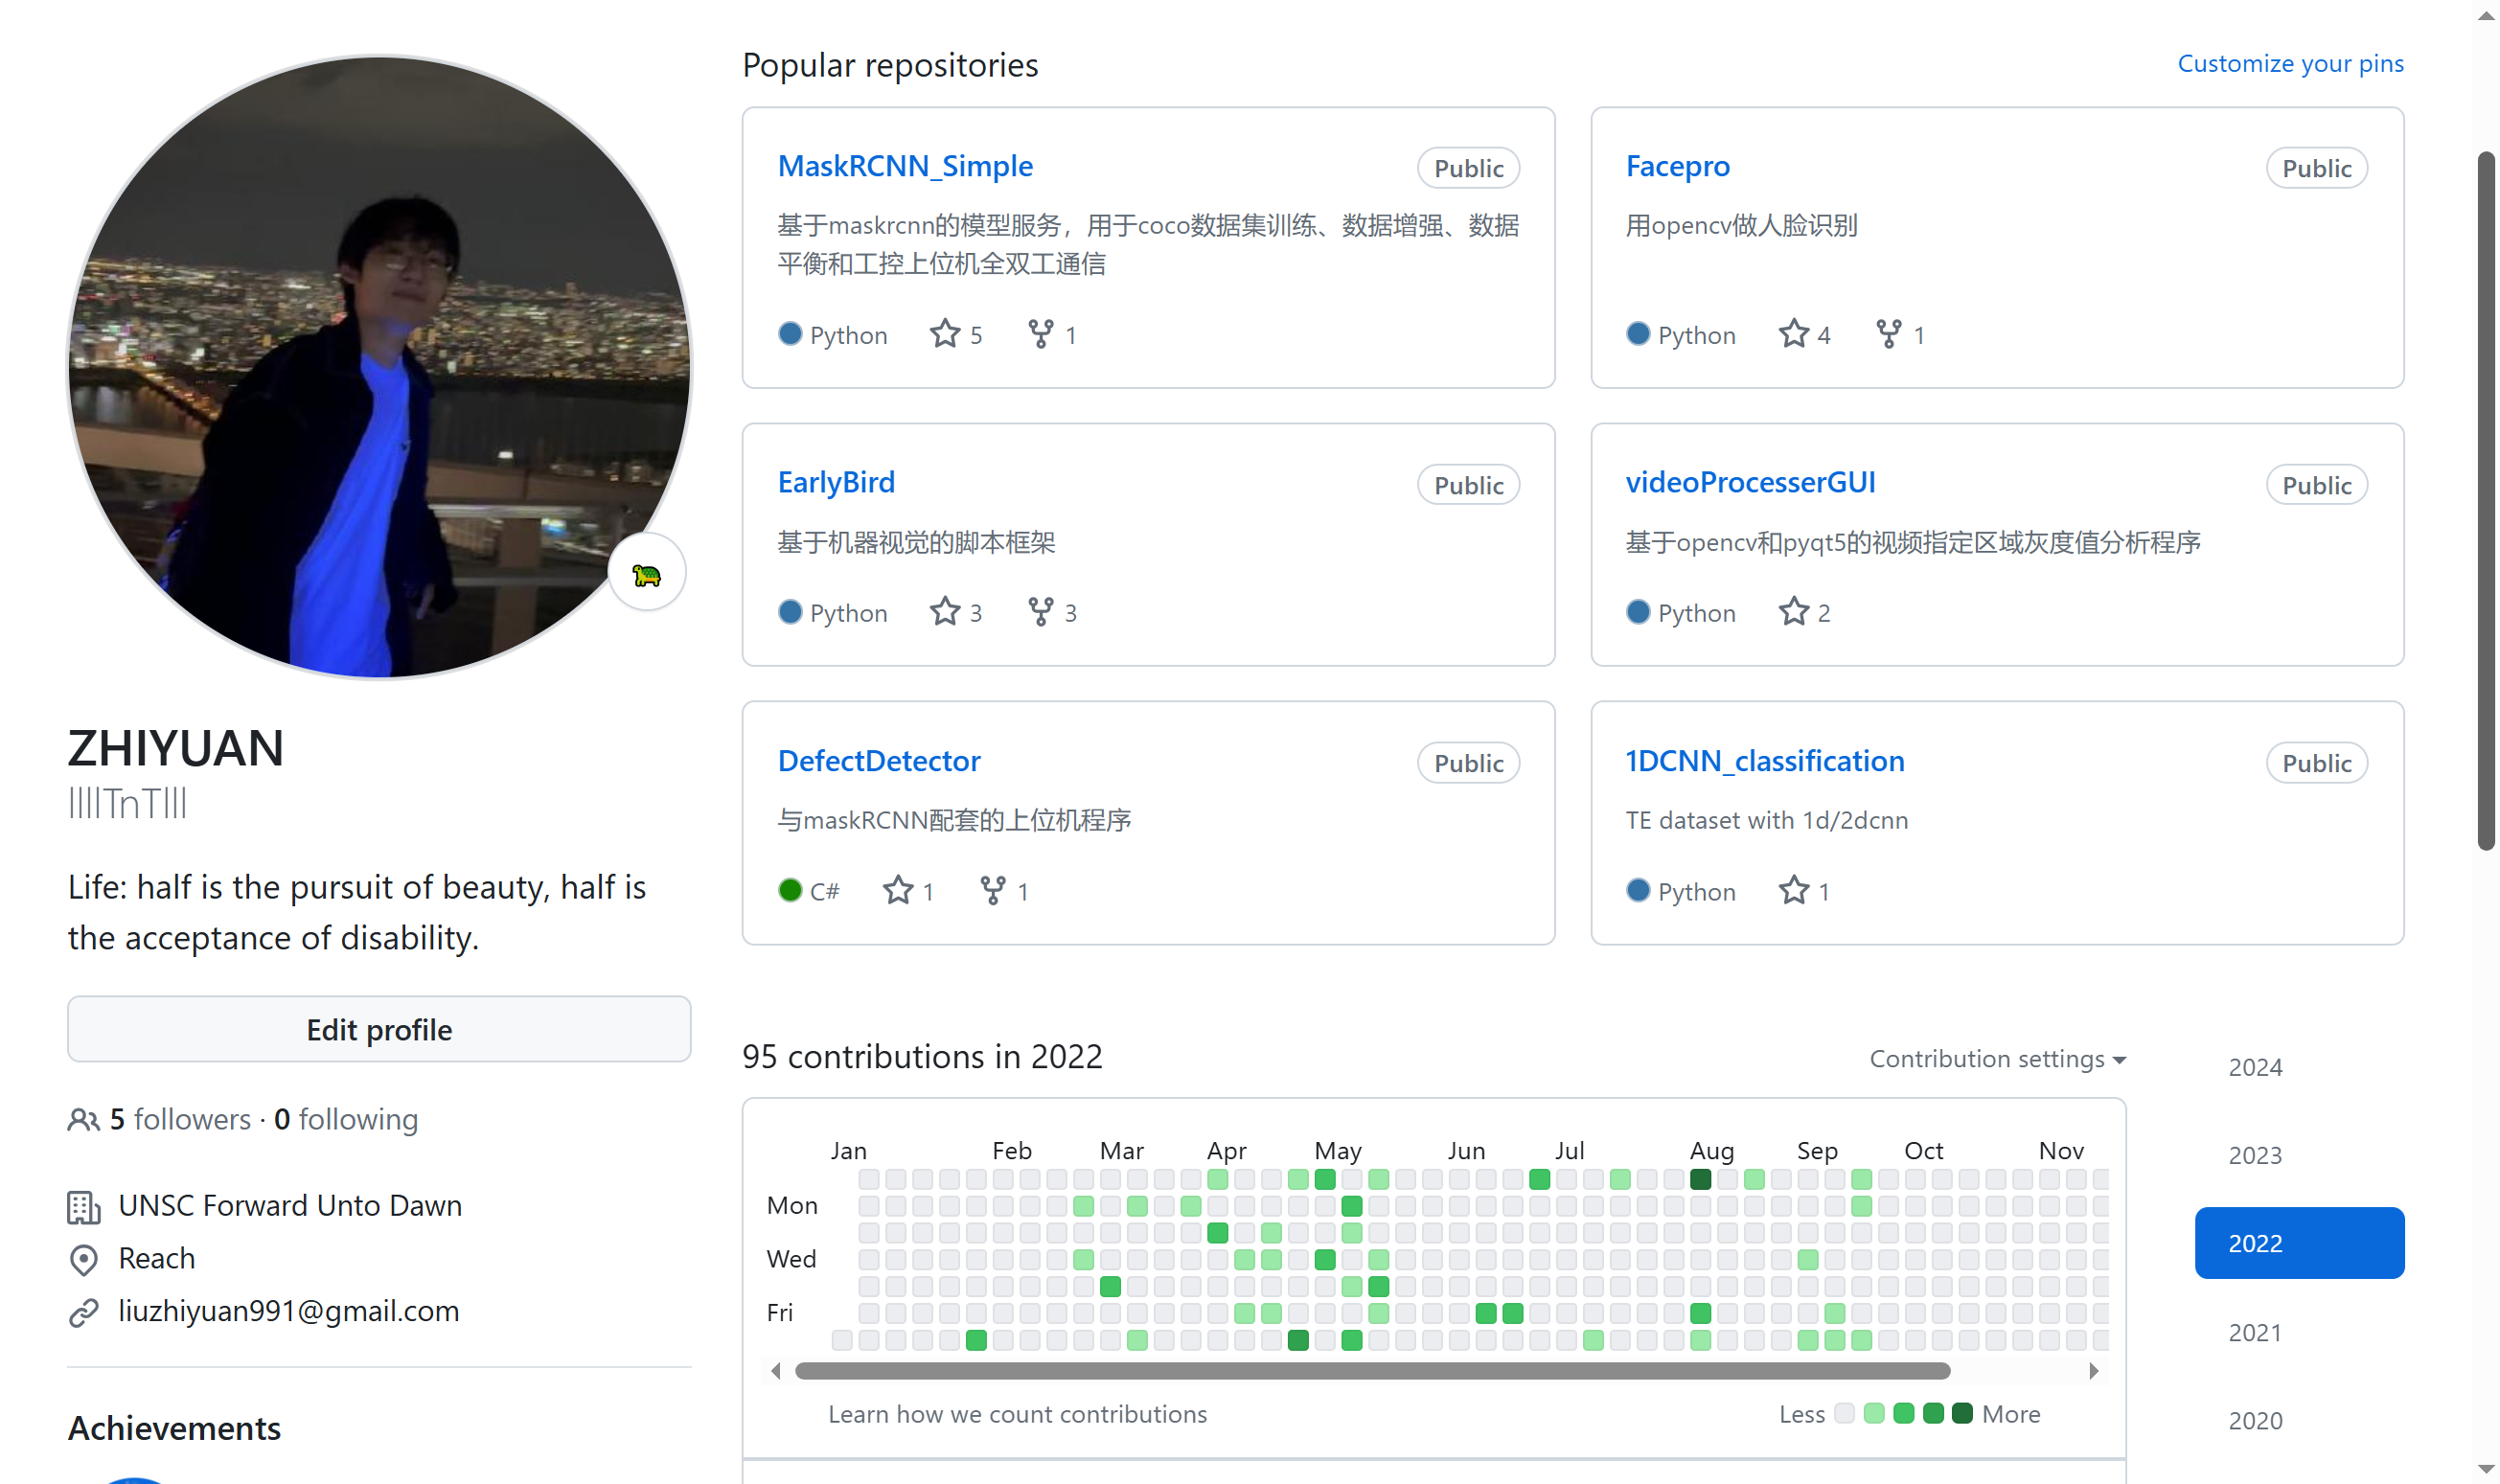 Popular repositories
Customize your pins
MaskRCNN_Simple
Public
基于maskrcnn的模型服务，用于coco数据集训练、数据增强、数据
平衡和工控上位机全双工通信
Python 5 1
Facepro
Public
用opencv做人脸识别
Python 4 1
EarlyBird
Public
基于机器视觉的脚本框架
Python 3 3
videoProcesserGUI
Public
基于opencv和pyqt5的视频指定区域灰度值分析程序
Python 2
DefectDetector
Public
与maskRCNN配套的上位机程序
C# 1 1
1DCNN_classification
Public
TE dataset with 1d/2dcnn
Python 1
ZHIYUAN
Life: half is the pursuit of beauty, half is
the acceptance of disability.
Edit profile
5 followers · 0 following
UNSC Forward Unto Dawn
Reach
liuzhiyuan991@gmail.com
Achievements
95 contributions in 2022
Contribution settings
Jan Feb Mar Apr May Jun Jul Aug Sep Oct Nov
Mon
Wed
Fri
Learn how we count contributions
Less More
2024
2023
2022
2021
2020